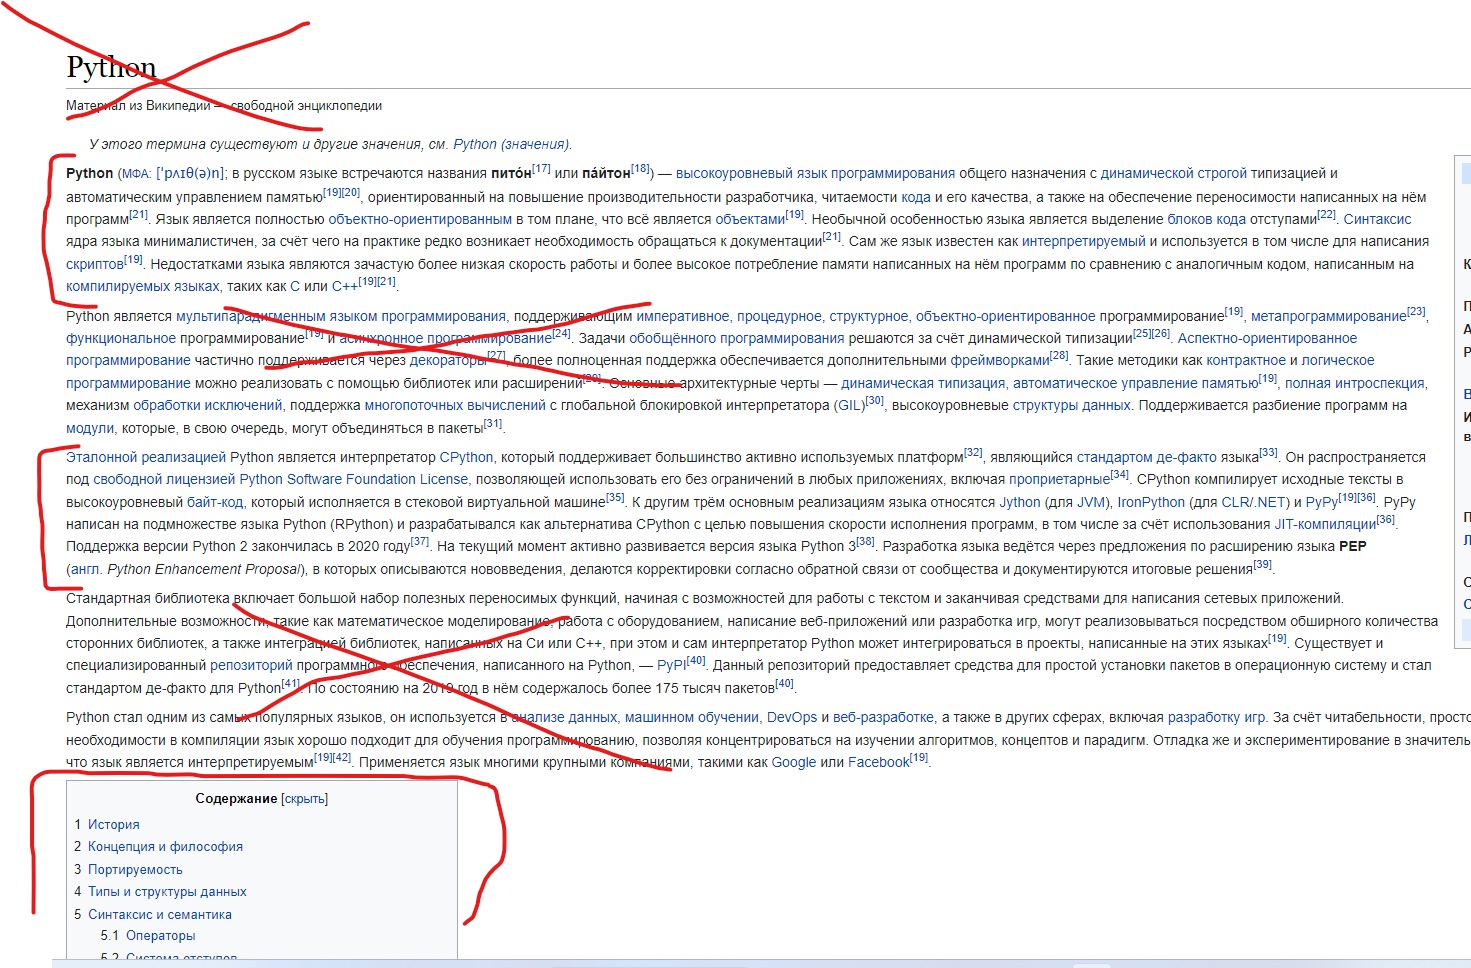 Python
Материал из Википедии — свободной энциклопедии
У этого термина существуют и другие значения, см. Python (значения).
Python (МФА: [ˈpʌɪθ(ə)n]; в русском языке встречаются названия пито́н[17] или па́йтон[18]) — высокоуровневый язык программирования общего назначения с динамической строгой типизацией и
автоматическим управлением памятью[19][20], ориентированный на повышение производительности разработчика, читаемости кода и его качества, а также на обеспечение переносимости написанных на нём
программ[21]. Язык является полностью объектно-ориентированным в том плане, что всё является объектами[19]. Необычной особенностью языка является выделение блоков кода отступами[22]. Синтаксис
ядра языка минималистичен, за счёт чего на практике редко возникает необходимость обращаться к документации[21]. Сам же язык известен как интерпретируемый и используется в том числе для написания
скриптов[19]. Недостатками языка являются зачастую более низкая скорость работы и более высокое потребление памяти написанных на нём программ по сравнению с аналогичным кодом, написанным на
компилируемых языках, таких как C или C++[19][21].
Python является мультипарадигменным языком программирования, поддерживающим императивное, процедурное, структурное, объектно-ориентированное программирование[19], метапрограммирование[23],
функциональное программирование[19] и асинхронное программирование[24]. Задачи обобщённого программирования решаются за счёт динамической типизации[25][26]. Аспектно-ориентированное
программирование частично поддерживается через декораторы[27], более полноценная поддержка обеспечивается дополнительными фреймворками[28]. Такие методики как контрактное и логическое
программирование можно реализовать с помощью библиотек или расширений[29]. Основные архитектурные черты — динамическая типизация, автоматическое управление памятью[19], полная интроспекция,
механизм обработки исключений, поддержка многопоточных вычислений с глобальной блокировкой интерпретатора (GIL)[30], высокоуровневые структуры данных. Поддерживается разбиение программ на
модули, которые, в свою очередь, могут объединяться в пакеты[31].
Эталонной реализацией Python является интерпретатор CPython, который поддерживает большинство активно используемых платформ[32], являющийся стандартом де-факто языка[33]. Он распространяется
под свободной лицензией Python Software Foundation License, позволяющей использовать его без ограничений в любых приложениях, включая проприетарные[34]. CPython компилирует исходные тексты в
высокоуровневый байт-код, который исполняется в стековой виртуальной машине[35]. К другим трём основным реализациям языка относятся Jython (для JVM), IronPython (для CLR/.NET) и PyPy[19][36]. PyPy
написан на подмножестве языка Python (RPython) и разрабатывался как альтернатива CPython с целью повышения скорости исполнения программ, в том числе за счёт использования JIT-компиляции[36].
Поддержка версии Python 2 закончилась в 2020 году[37]. На текущий момент активно развивается версия языка Python 3[38]. Разработка языка ведётся через предложения по расширению языка PEP
(англ. Python Enhancement Proposal), в которых описываются нововведения, делаются корректировки согласно обратной связи от сообщества и документируются итоговые решения[39].
Стандартная библиотека включает большой набор полезных переносимых функций, начиная с возможностей для работы с текстом и заканчивая средствами для написания сетевых приложений.
Дополнительные возможности, такие как математическое моделирование, работа с оборудованием, написание веб-приложений или разработка игр, могут реализовываться посредством обширного количества
сторонних библиотек, а также интеграцией библиотек, написанных на Си или C++, при этом и сам интерпретатор Python может интегрироваться в проекты, написанные на этих языках[19]. Существует и
специализированный репозиторий программного обеспечения, написанного на Python, — PyPI[40]. Данный репозиторий предоставляет средства для простой установки пакетов в операционную систему и стал
стандартом де-факто для Python[41]. По состоянию на 2019 год в нём содержалось более 175 тысяч пакетов[40].
Python стал одним из самых популярных языков, он используется в анализе данных, машинном обучении, DevOps и веб-разработке, а также в других сферах, включая разработку игр. За счёт читабельности, прост
необходимости в компиляции язык хорошо подходит для обучения программированию, позволяя концентрироваться на изучении алгоритмов, концептов и парадигм. Отладка же и экспериментирование в значитель
что язык является интерпретируемым[19][42]. Применяется язык многими крупными компаниями, такими как Google или Facebook[19].
Содержание [скрыть]
1 История
2 Концепция и философия
3 Портируемость
4 Типы и структуры данных
5 Синтаксис и семантика
5.1 Операторы
5.2 Система отступов